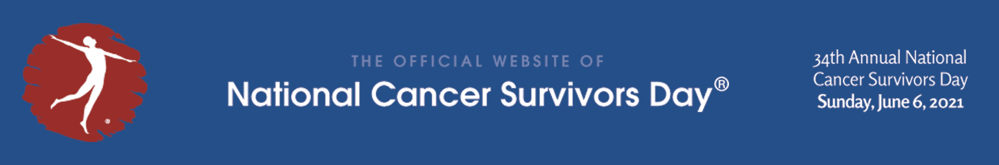 THE OFFICIAL WEBSITE OF
National Cancer Survivors Day®
34th Annual National
Cancer Survivors Day
Sunday, June 6, 2021